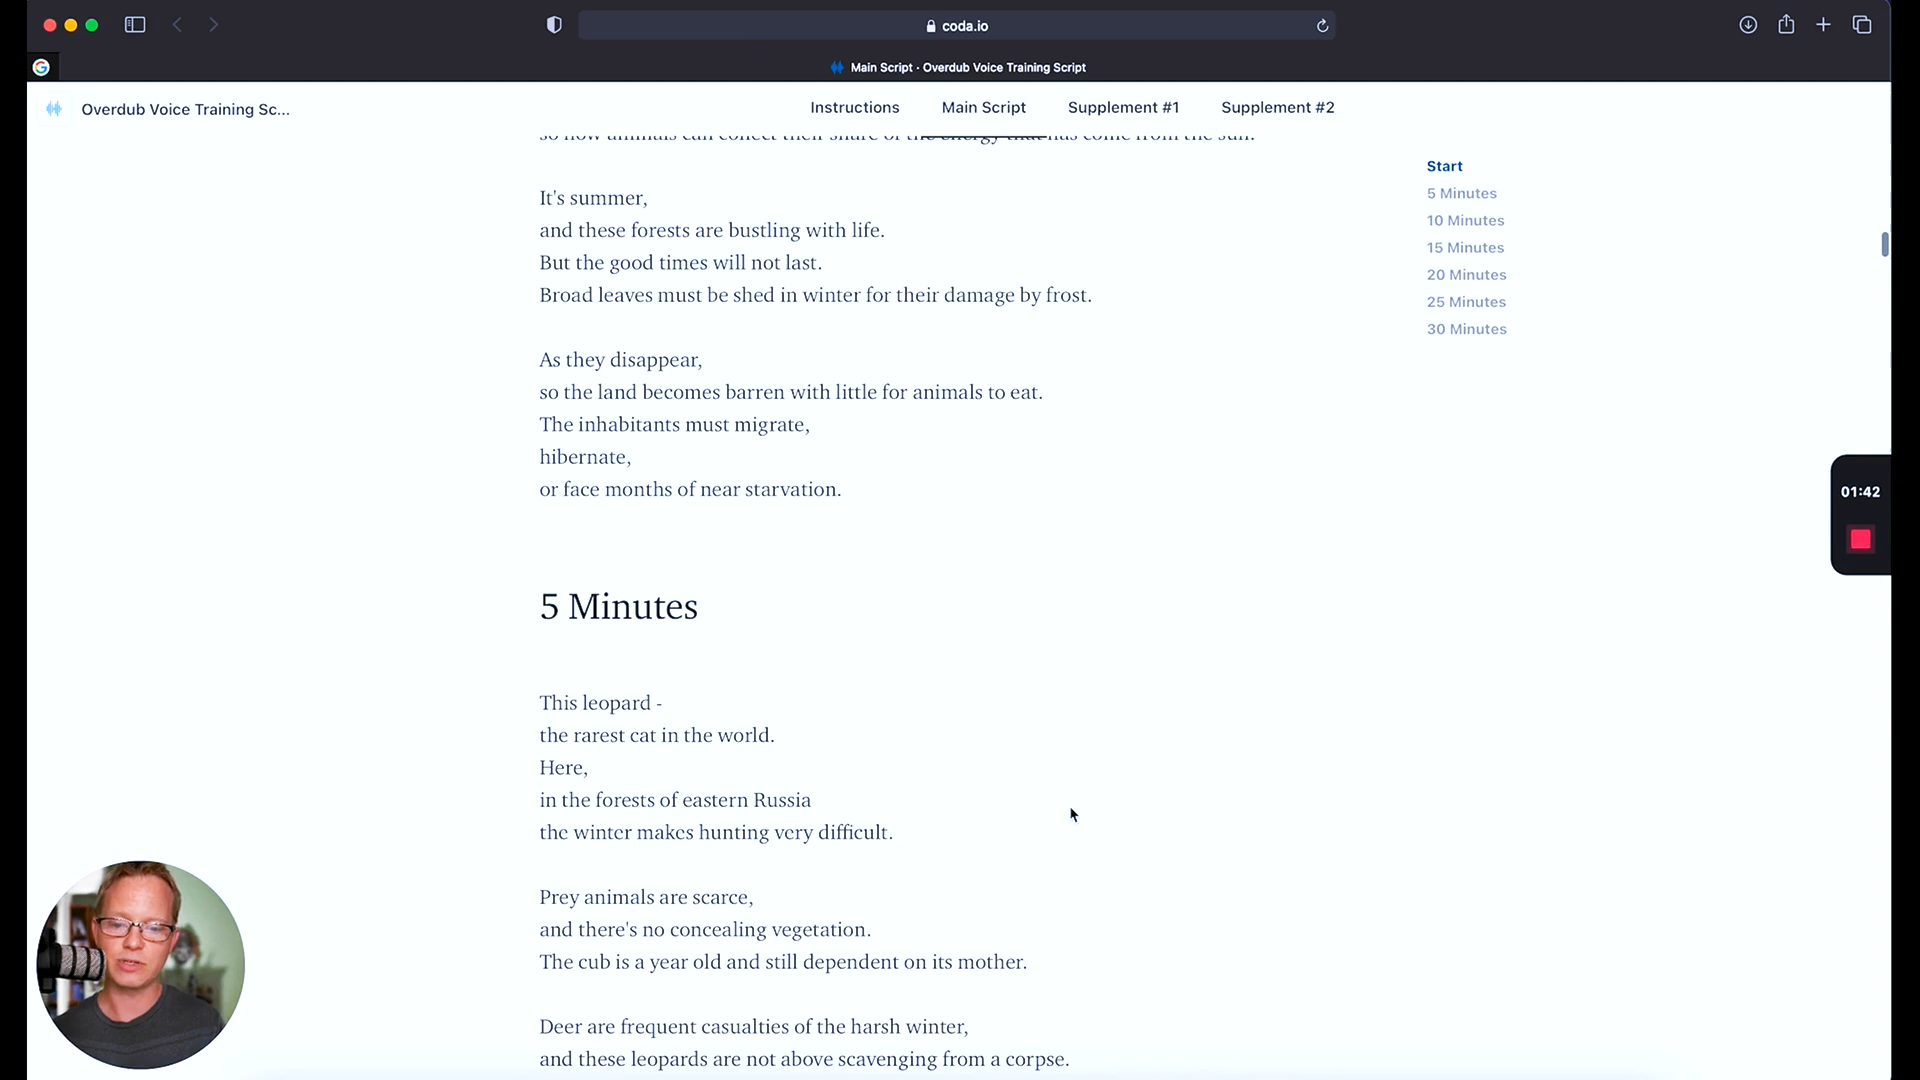 coda.io
Main Script · Overdub Voice Training Script
Overdub Voice Training Sc...
Instructions
Main Script
Supplement #1
Supplement #2
so now animals can collect their share of the energy that has come from the sun.
Start
5 Minutes
10 Minutes
15 Minutes
20 Minutes
25 Minutes
30 Minutes
It's summer,
and these forests are bustling with life.
But the good times will not last.
Broad leaves must be shed in winter for their damage by frost.
As they disappear,
so the land becomes barren with little for animals to eat.
The inhabitants must migrate,
hibernate,
or face months of near starvation.
01:42
5 Minutes
This leopard -
the rarest cat in the world.
Here,
in the forests of eastern Russia
the winter makes hunting very difficult.
Prey animals are scarce,
and there's no concealing vegetation.
The cub is a year old and still dependent on its mother.
Deer are frequent casualties of the harsh winter,
and these leopards are not above scavenging from a corpse.